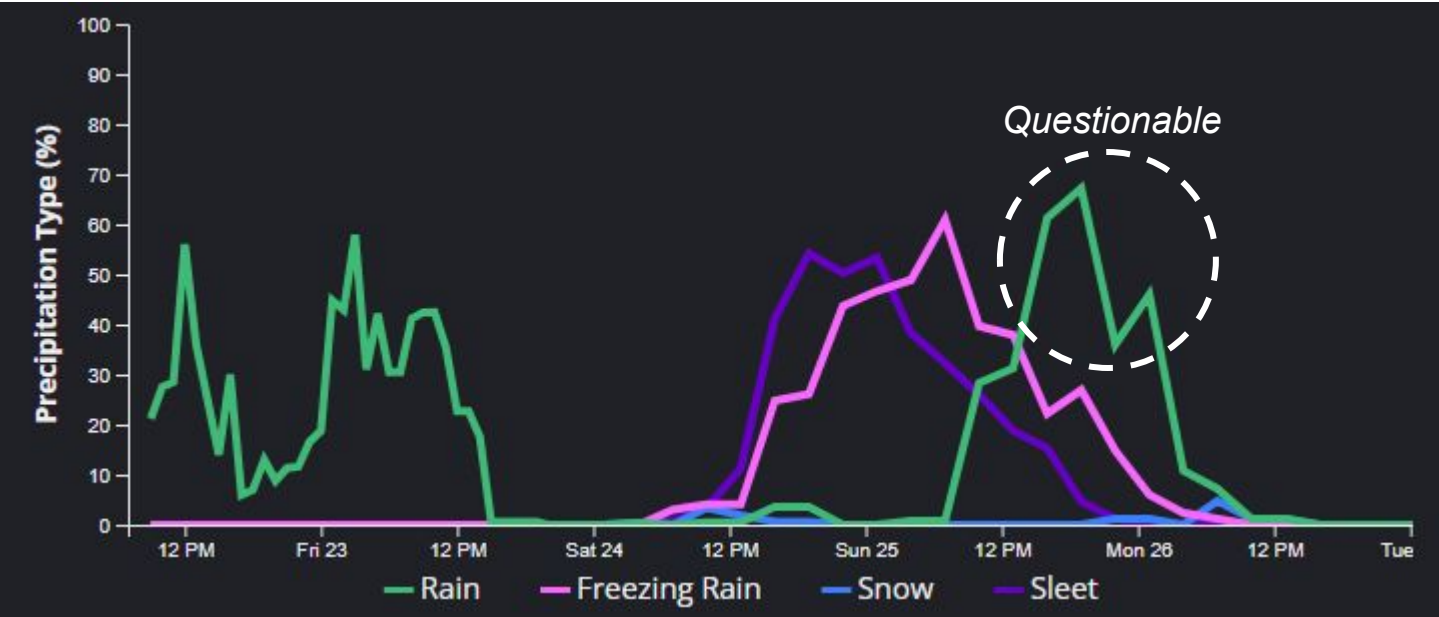 100
90
80
70
60
50
40
30
20
10
0
Precipitation Type (%)
Questionable
12 PM Fri 23 12 PM Sat 24 12 PM Sun 25 12 PM Mon 26 12 PM Tue
Rain Freezing Rain Snow Sleet